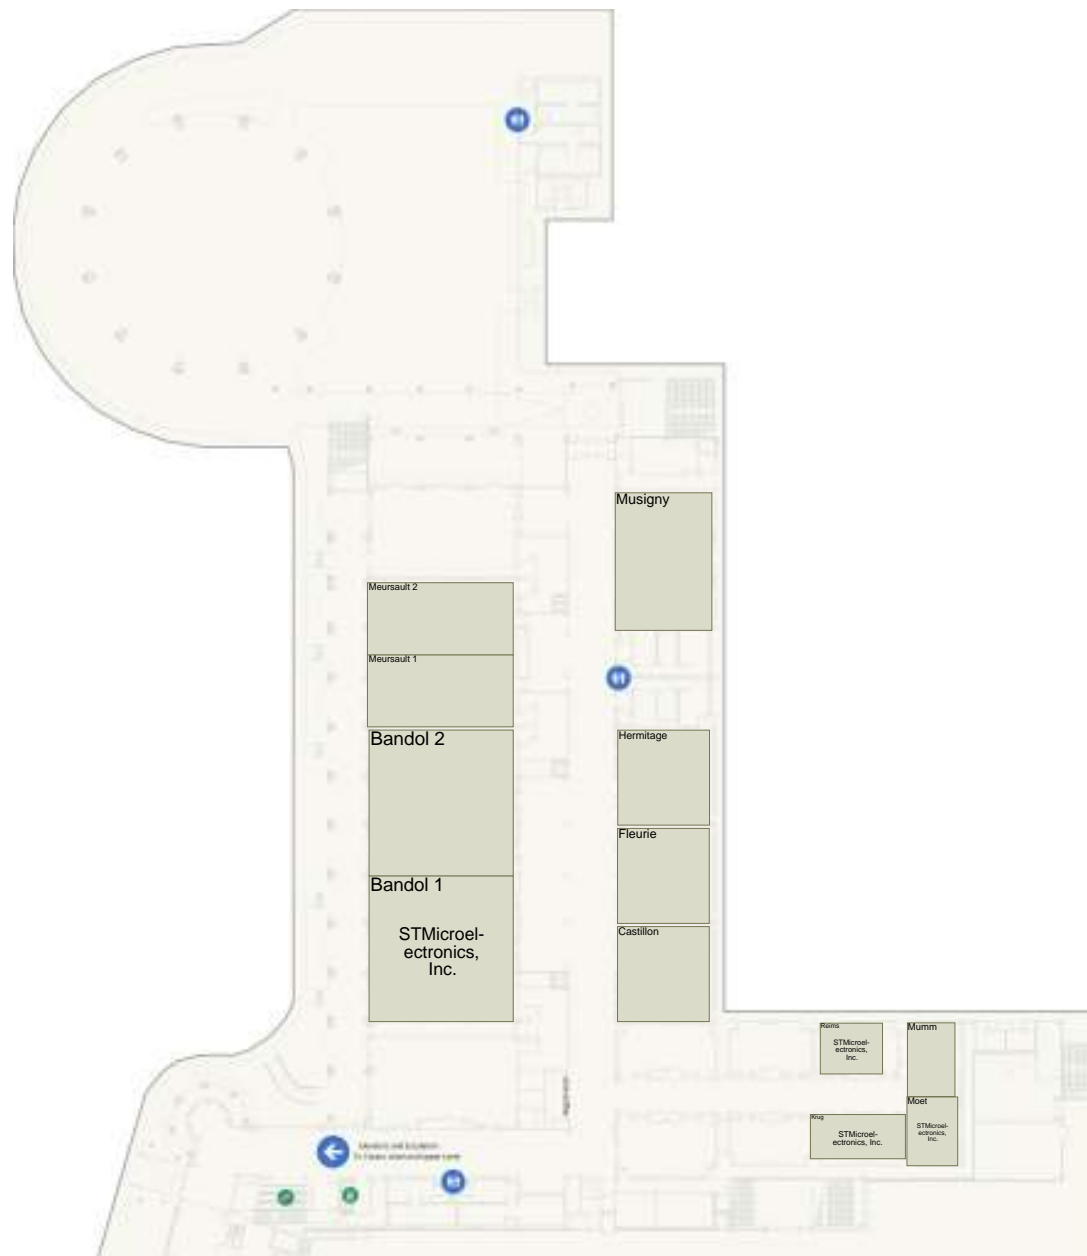 Musigny
Meursault 2
Meursault 1
Bandol 2
Hermitage
Fleurie
Bandol 1
STMicroel-
ectronics,
Inc.
Castillon
Reims
STMicroel-
ectronics,
Inc.
Mumm
Moet
STMicroel-
ectronics,
Inc.
Krug
STMicroel-
ectronics, Inc.